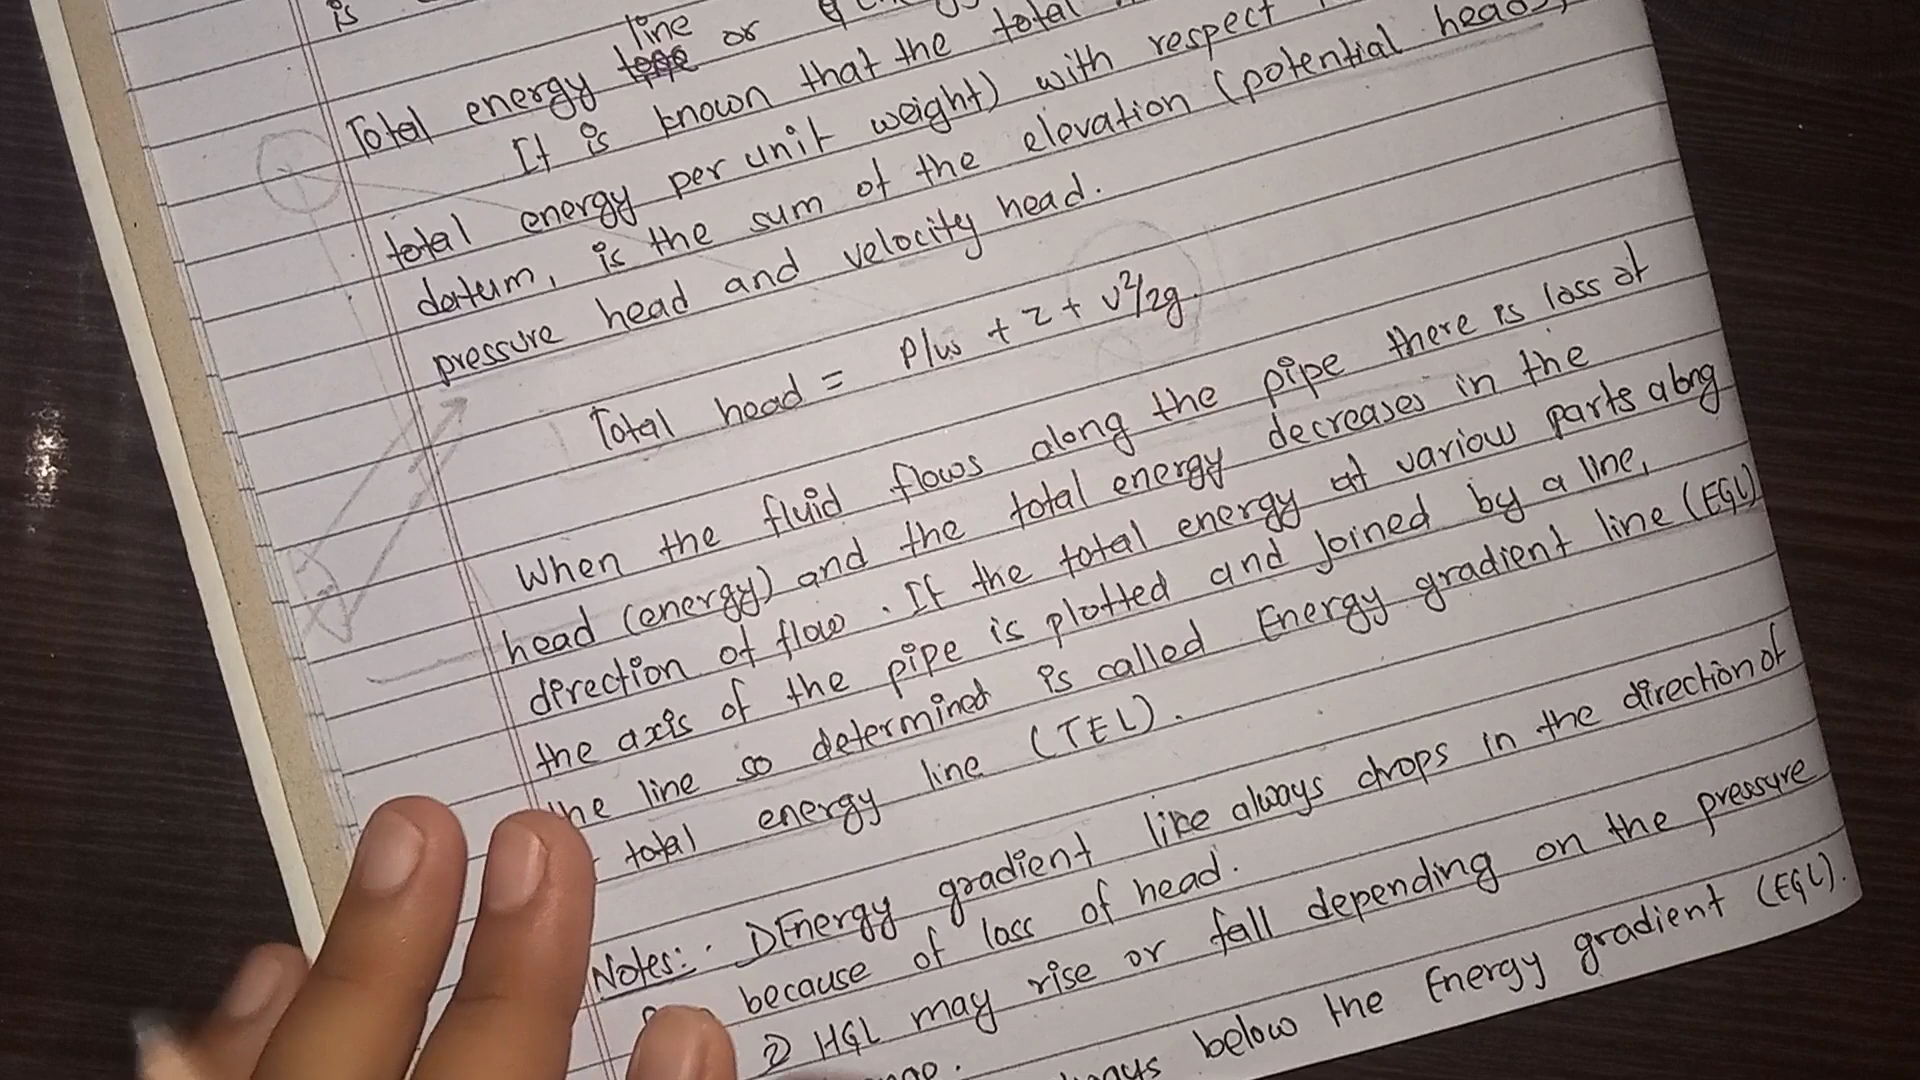 is
line
Total energy or
It is known that the total
total energy per unit weight) with respect
datum, is the sum of the elevation (potential head,
pressure head and velocity head.
Total head = P/w + z + v²/2g.
When the fluid flows along the pipe there is loss of
head (energy) and the total energy decreases in the
direction of flow. If the total energy at various parts along
the axis of the pipe is plotted and joined by a line,
the line so determined is called Energy gradient line (EGL)
total energy line (TEL).
Notes:- 1) Energy gradient like always drops in the direction of
because of loss of head.
2) HGL may rise or fall depending on the pressure
below the Energy gradient (EGL).